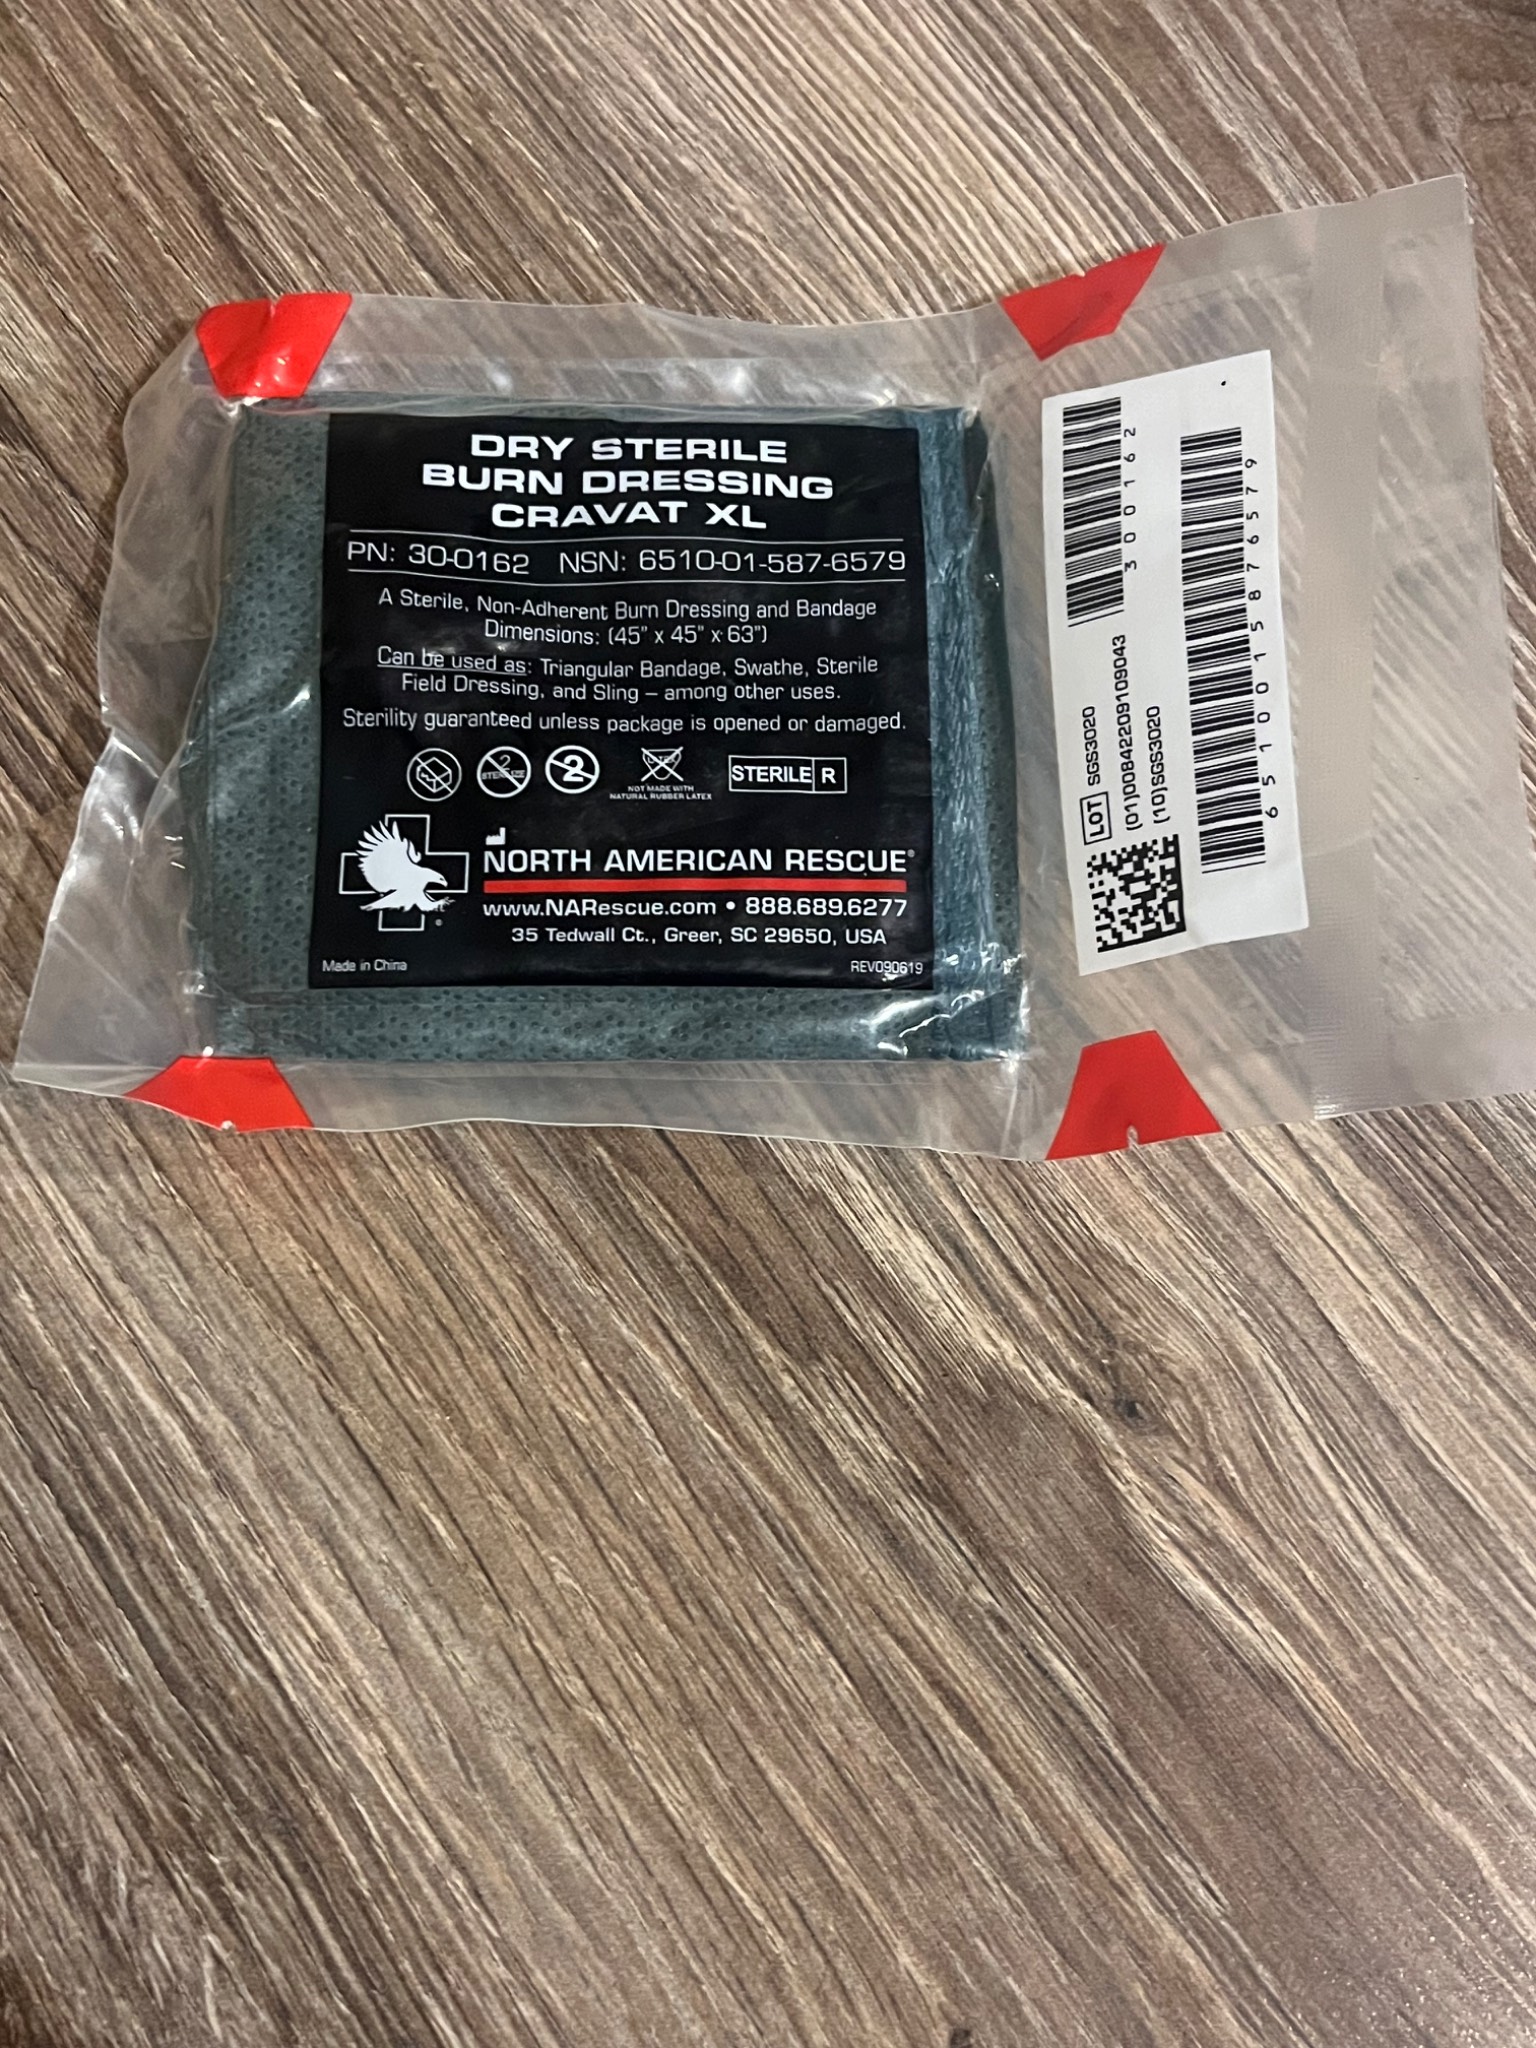 DRY STERILE
BURN DRESSING
CRAVAT XL
PN: 30-0162 NSN: 6510-01-587-6579
A Sterile, Non-Adherent Burn Dressing and Bandage
Dimensions: (45" x 45" x 63")
Can be used as: Triangular Bandage, Swathe, Sterile
Field Dressing, and Sling – among other uses.
Sterility guaranteed unless package is opened or damaged.
2
STERILIZE
2
LATEX
NOT MADE WITH
NATURAL RUBBER LATEX
STERILE R
NORTH AMERICAN RESCUE®
www.NARescue.com • 888.689.6277
35 Tedwall Ct., Greer, SC 29650, USA
Made in China
REV090619
300162
LOT SGS3020
(01)00842209109043
(10)SGS3020
6510015876579